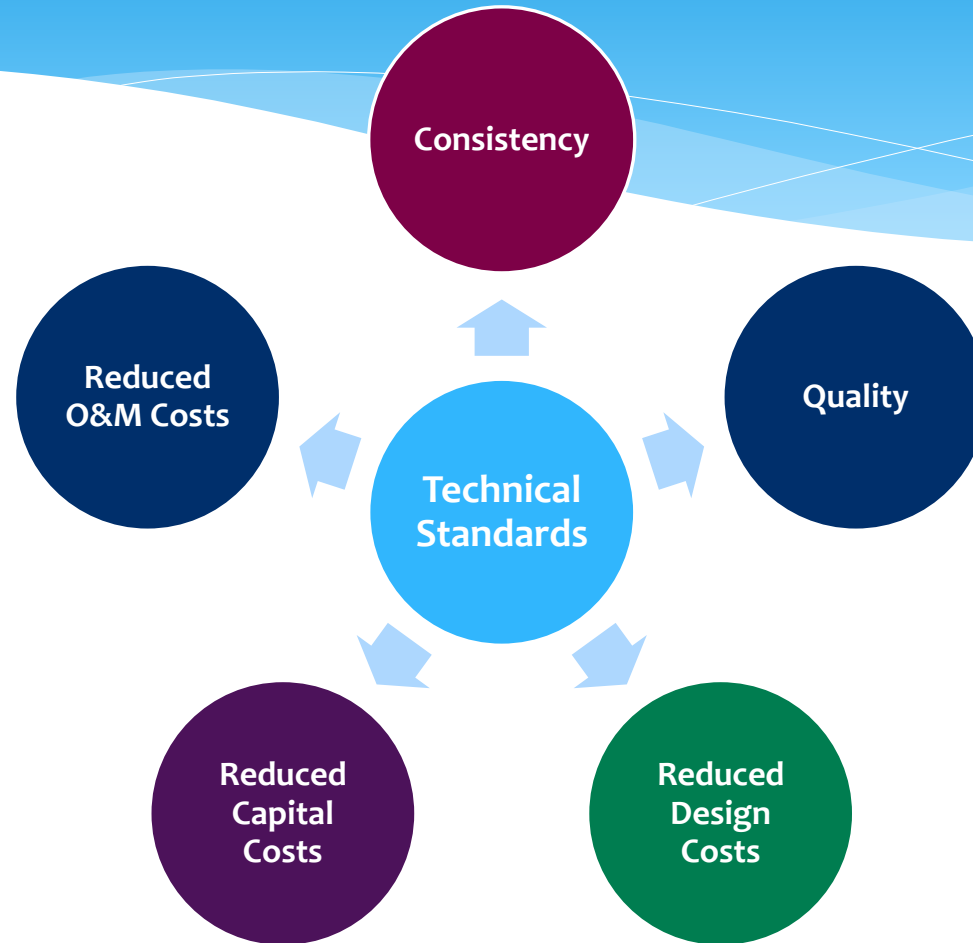 Consistency
Reduced
O&M Costs
Quality
Technical
Standards
Reduced
Capital
Costs
Reduced
Design
Costs